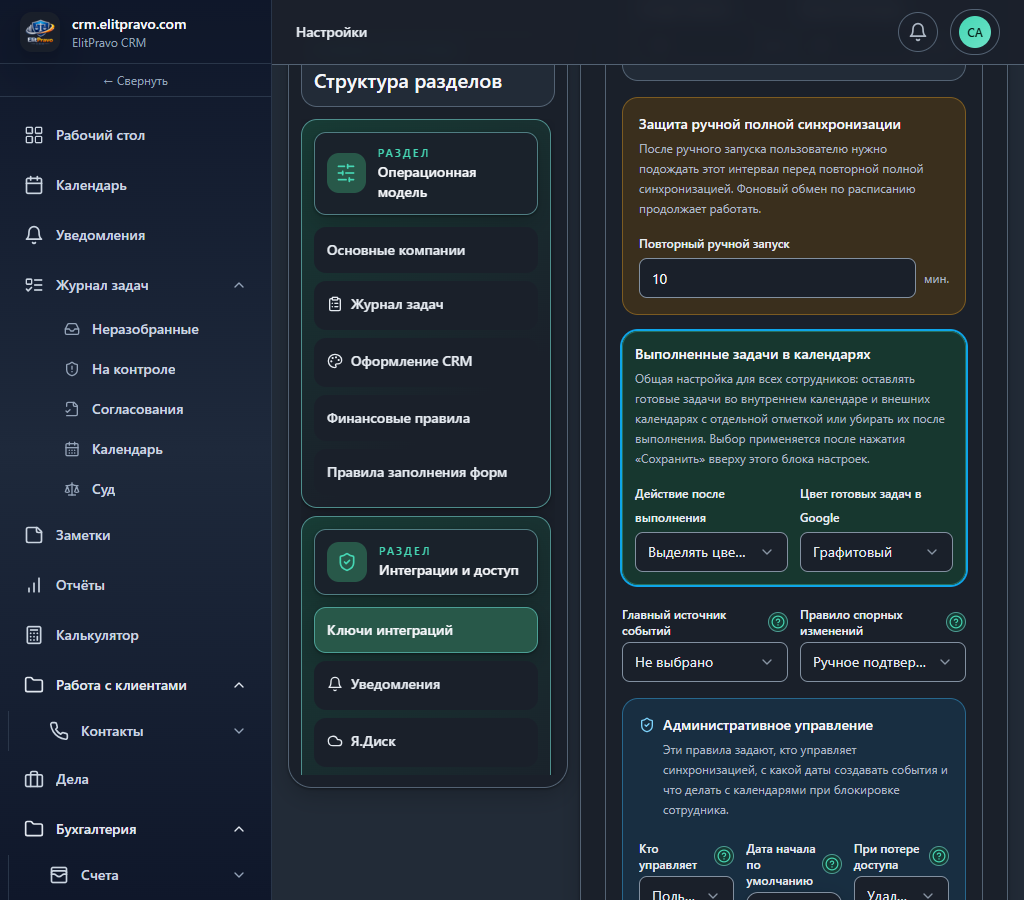 crm.elitpravo.com
ElitPravo CRM
← Свернуть
Рабочий стол
Календарь
Уведомления
Журнал задач
Неразобранные
На контроле
Согласования
Календарь
Суд
Заметки
Отчёты
Калькулятор
Работа с клиентами
Контакты
Дела
Бухгалтерия
Счета
Настройки
СА
Структура разделов
РАЗДЕЛ
Операционная
модель
Основные компании
Журнал задач
Оформление CRM
Финансовые правила
Правила заполнения форм
РАЗДЕЛ
Интеграции и доступ
Ключи интеграций
Уведомления
Я.Диск
Защита ручной полной синхронизации
После ручного запуска пользователю нужно
подождать этот интервал перед повторной полной
синхронизацией. Фоновый обмен по расписанию
продолжает работать.
Повторный ручной запуск
10 мин.
Выполненные задачи в календарях
Общая настройка для всех сотрудников: оставлять
готовые задачи во внутреннем календаре и внешних
календарях с отдельной отметкой или убирать их после
выполнения. Выбор применяется после нажатия
«Сохранить» вверху этого блока настроек.
Действие после
выполнения
Выделять цве...
Цвет готовых задач в
Google
Графитовый
Главный источник
событий
Не выбрано
Правило спорных
изменений
Ручное подтвер...
Административное управление
Эти правила задают, кто управляет
синхронизацией, с какой даты создавать события и
что делать с календарями при блокировке
сотрудника.
Кто
управляет
Поль...
Дата начала
по
умолчанию
При потере
доступа
Удал...